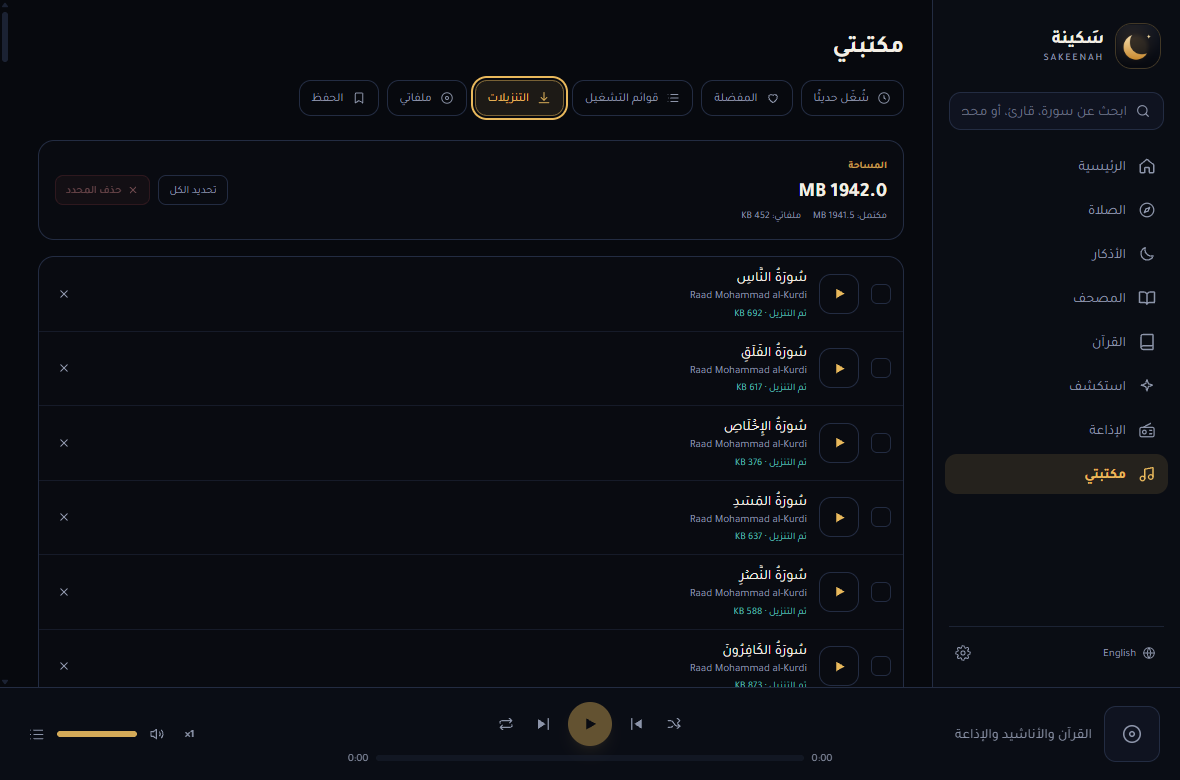 سَكينة
SAKEENAH
ابحث عن سورة، قارئ، أو محد
الرئيسية
الصلاة
الأذكار
المصحف
القرآن
استكشف
الإذاعة
مكتبتي
English
مكتبتي
شُغّل حديثًا
المفضلة
قوائم التشغيل
التنزيلات
ملفاتي
الحفظ
المساحة
1942.0 MB
مكتمل: 1941.5 MB ملفاتي: 452 KB
تحديد الكل
حذف المحدد
سُورَةُ النَّاسِ
Raad Mohammad al-Kurdi
تم التنزيل · 692 KB
سُورَةُ الفَلَقِ
Raad Mohammad al-Kurdi
تم التنزيل · 617 KB
سُورَةُ الإِخۡلَاصِ
Raad Mohammad al-Kurdi
تم التنزيل · 376 KB
سُورَةُ المَسَدِ
Raad Mohammad al-Kurdi
تم التنزيل · 637 KB
سُورَةُ النَّصۡرِ
Raad Mohammad al-Kurdi
تم التنزيل · 588 KB
سُورَةُ الكَافِرُونَ
Raad Mohammad al-Kurdi
تم التنزيل · 873 KB
القرآن والأناشيد والإذاعة
0:00
0:00
x1